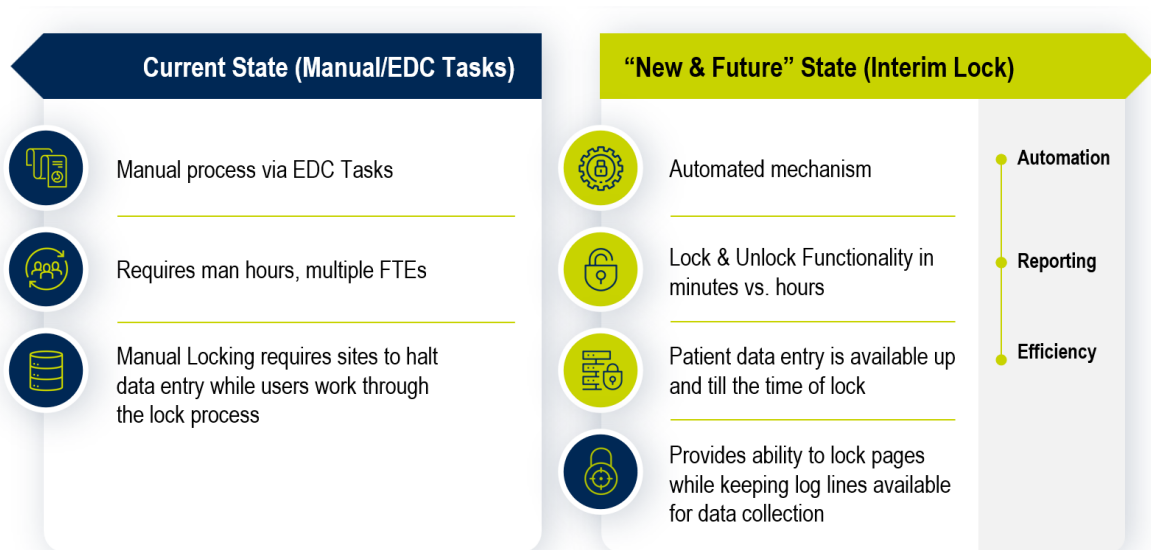 Current State (Manual/EDC Tasks)
Manual process via EDC Tasks
Requires man hours, multiple FTEs
Manual Locking requires sites to halt
data entry while users work through
the lock process
“New & Future” State (Interim Lock)
Automated mechanism
Lock & Unlock Functionality in
minutes vs. hours
Patient data entry is available up
and till the time of lock
Provides ability to lock pages
while keeping log lines available
for data collection
Automation
Reporting
Efficiency